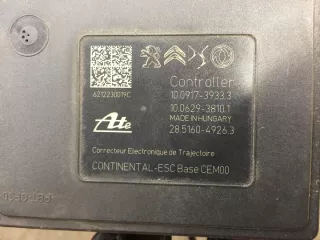 Controller
6212230019C
10.0917-3933.3
10.0629-3810.1
MADE IN HUNGARY
28.5160-4926.3
Ate
Correcteur Electronique de Trajectoire
CONTINENTAL-ESC Base CEM00